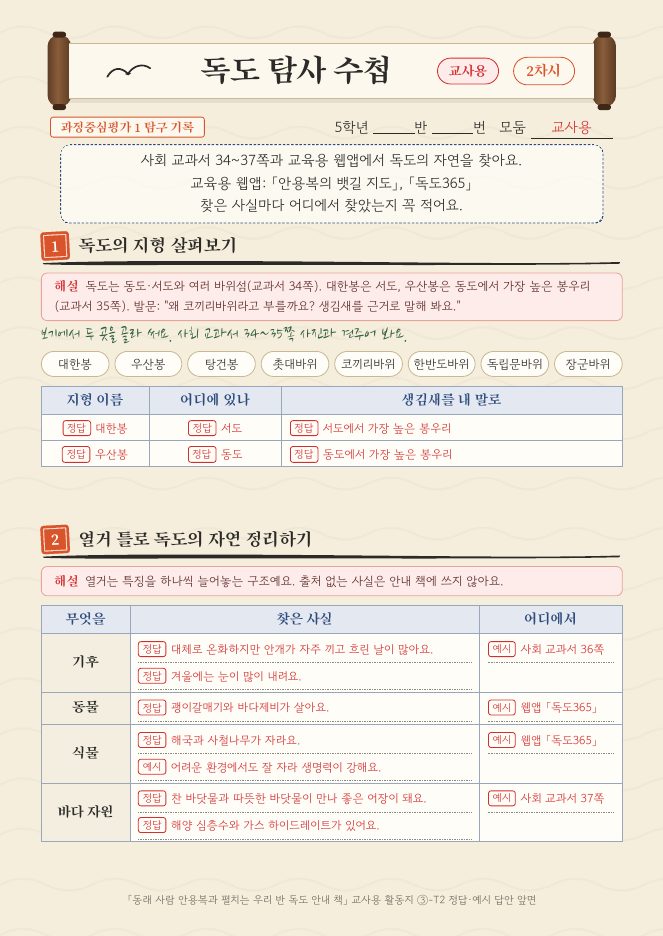 독도 탐사 수첩
교사용
2차시
과정중심평가 1 탐구 기록
5학년 ______반 ______번 모둠 교사용
사회 교과서 34~37쪽과 교육용 웹앱에서 독도의 자연을 찾아요.
교육용 웹앱: 「안용복의 뱃길 지도」, 「독도365」
찾은 사실마다 어디에서 찾았는지 꼭 적어요.
1 독도의 지형 살펴보기
해설 독도는 동도·서도와 여러 바위섬(교과서 34쪽). 대한봉은 서도, 우산봉은 동도에서 가장 높은 봉우리
(교과서 35쪽). 발문: "왜 코끼리바위라고 부를까요? 생김새를 근거로 말해 봐요."
보기에서 두 곳을 골라 써요. 사회 교과서 34~35쪽 사진과 견주어 봐요.
대한봉 우산봉 탕건봉 촛대바위 코끼리바위 한반도바위 독립문바위 장군바위
지형 이름 어디에 있나 생김새를 내 말로
정답 대한봉 정답 서도 정답 서도에서 가장 높은 봉우리
정답 우산봉 정답 동도 정답 동도에서 가장 높은 봉우리
2 열거 틀로 독도의 자연 정리하기
해설 열거는 특징을 하나씩 늘어놓는 구조예요. 출처 없는 사실은 안내 책에 쓰지 않아요.
무엇을 찾은 사실 어디에서
기후
정답 대체로 온화하지만 안개가 자주 끼고 흐린 날이 많아요. 예시 사회 교과서 36쪽
정답 겨울에는 눈이 많이 내려요.
동물 정답 괭이갈매기와 바다제비가 살아요. 예시 웹앱 「독도365」
식물
정답 해국과 사철나무가 자라요. 예시 웹앱 「독도365」
예시 어려운 환경에서도 잘 자라 생명력이 강해요.
바다 자원
정답 찬 바닷물과 따뜻한 바닷물이 만나 좋은 어장이 돼요. 예시 사회 교과서 37쪽
정답 해양 심층수와 가스 하이드레이트가 있어요.
「동래 사람 안용복과 펼치는 우리 반 독도 안내 책」 교사용 활동지 ③-T2 정답·예시 답안 앞면